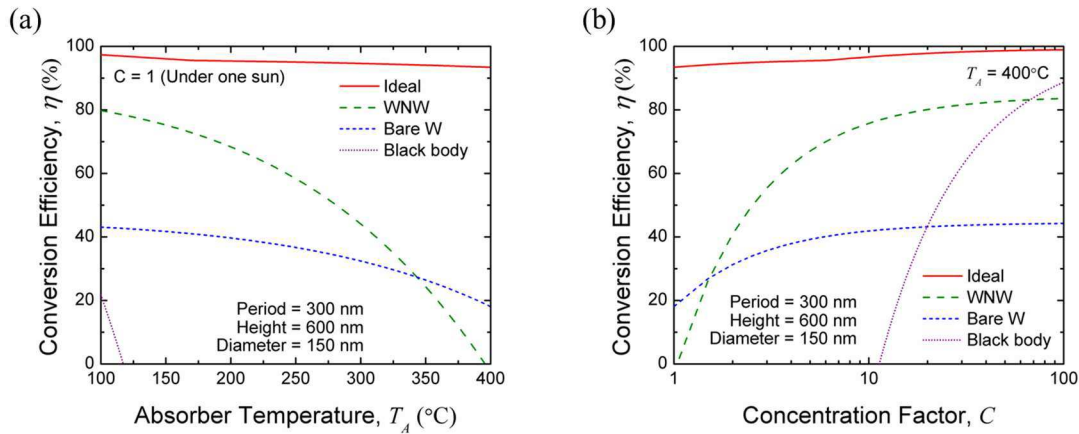 (a)
(b)
Conversion Efficiency, η (%)
100
80
60
40
20
0
C = 1 (Under one sun)
Ideal
WNW
Bare W
Black body
Period = 300 nm
Height = 600 nm
Diameter = 150 nm
100 150 200 250 300 350 400
Absorber Temperature, T_A (°C)
Conversion Efficiency, η (%)
100
80
60
40
20
0
T_A = 400°C
Period = 300 nm
Height = 600 nm
Diameter = 150 nm
Ideal
WNW
Bare W
Black body
1 10 100
Concentration Factor, C